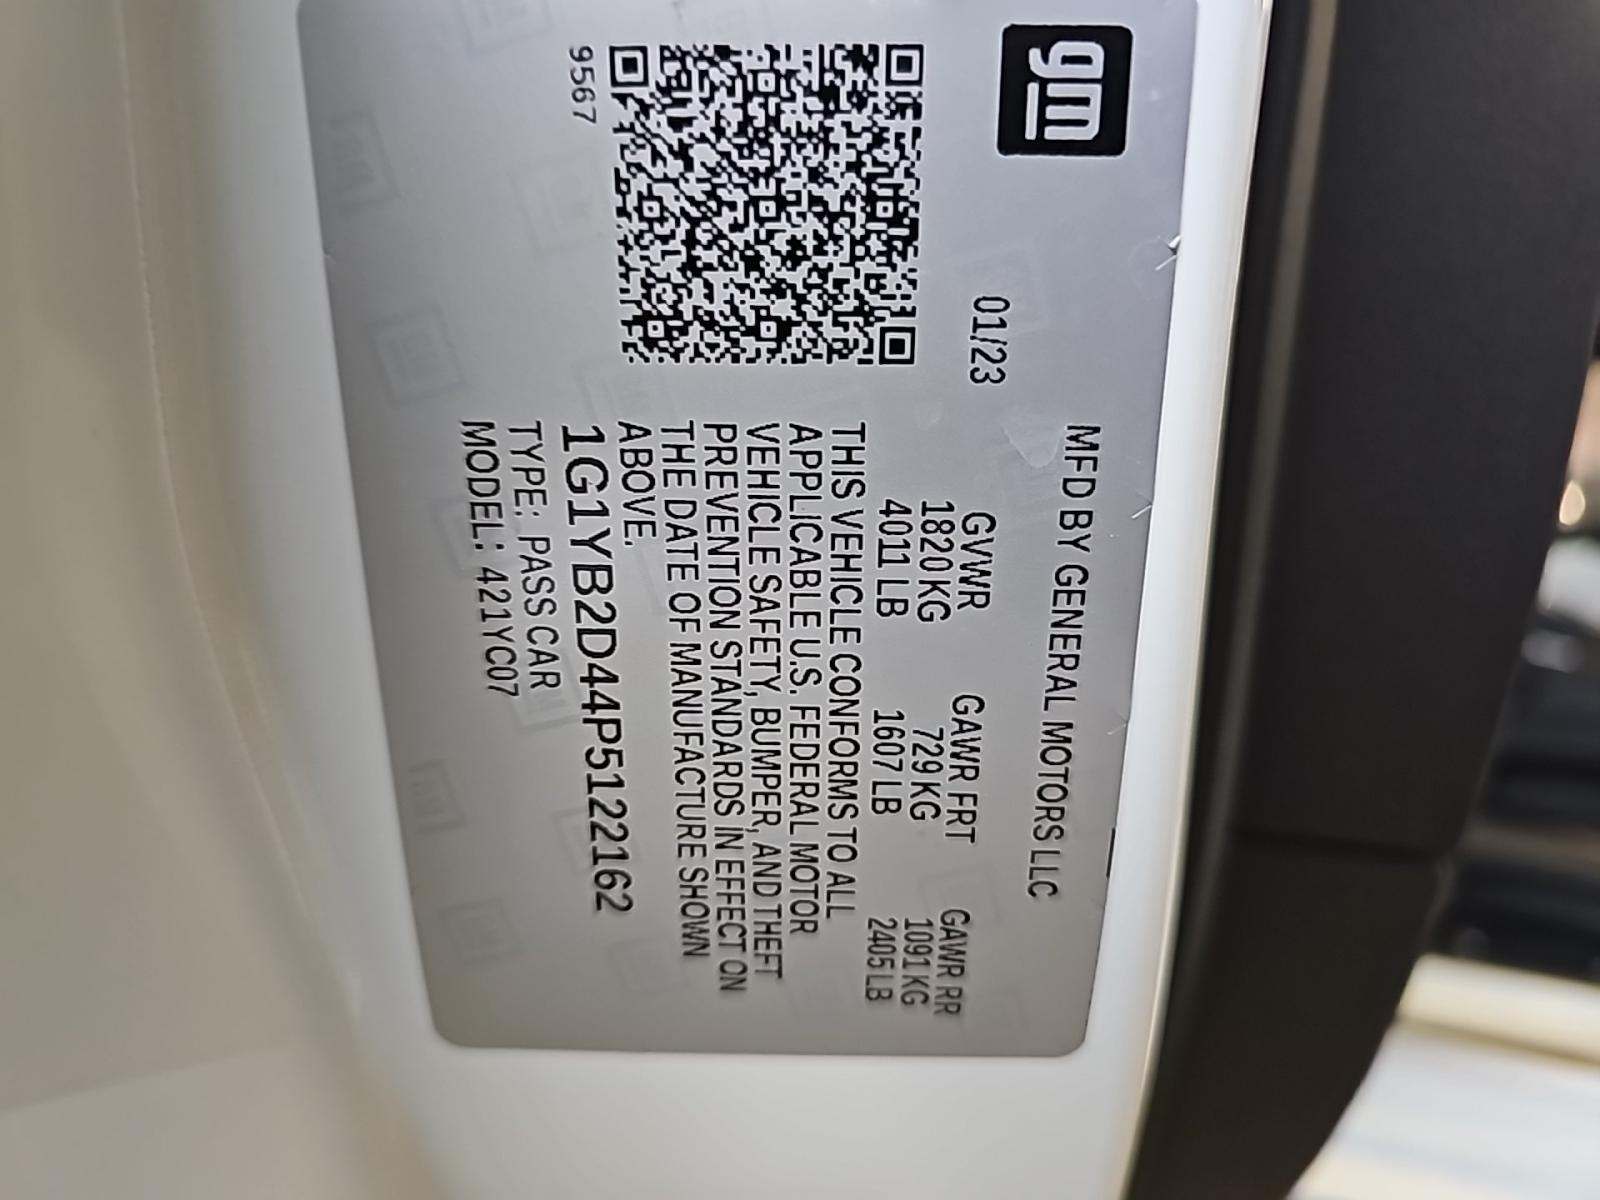 gm
MFD BY GENERAL MOTORS LLC
01/23
GVWR GAWR FRT GAWR RR
1820 KG 729 KG 1091 KG
4011 LB 1607 LB 2405 LB
THIS VEHICLE CONFORMS TO ALL
APPLICABLE U.S. FEDERAL MOTOR
VEHICLE SAFETY, BUMPER, AND THEFT
PREVENTION STANDARDS IN EFFECT ON
THE DATE OF MANUFACTURE SHOWN
ABOVE.
9567
1G1YB2D44P5122162
TYPE: PASS CAR
MODEL: 421YC07